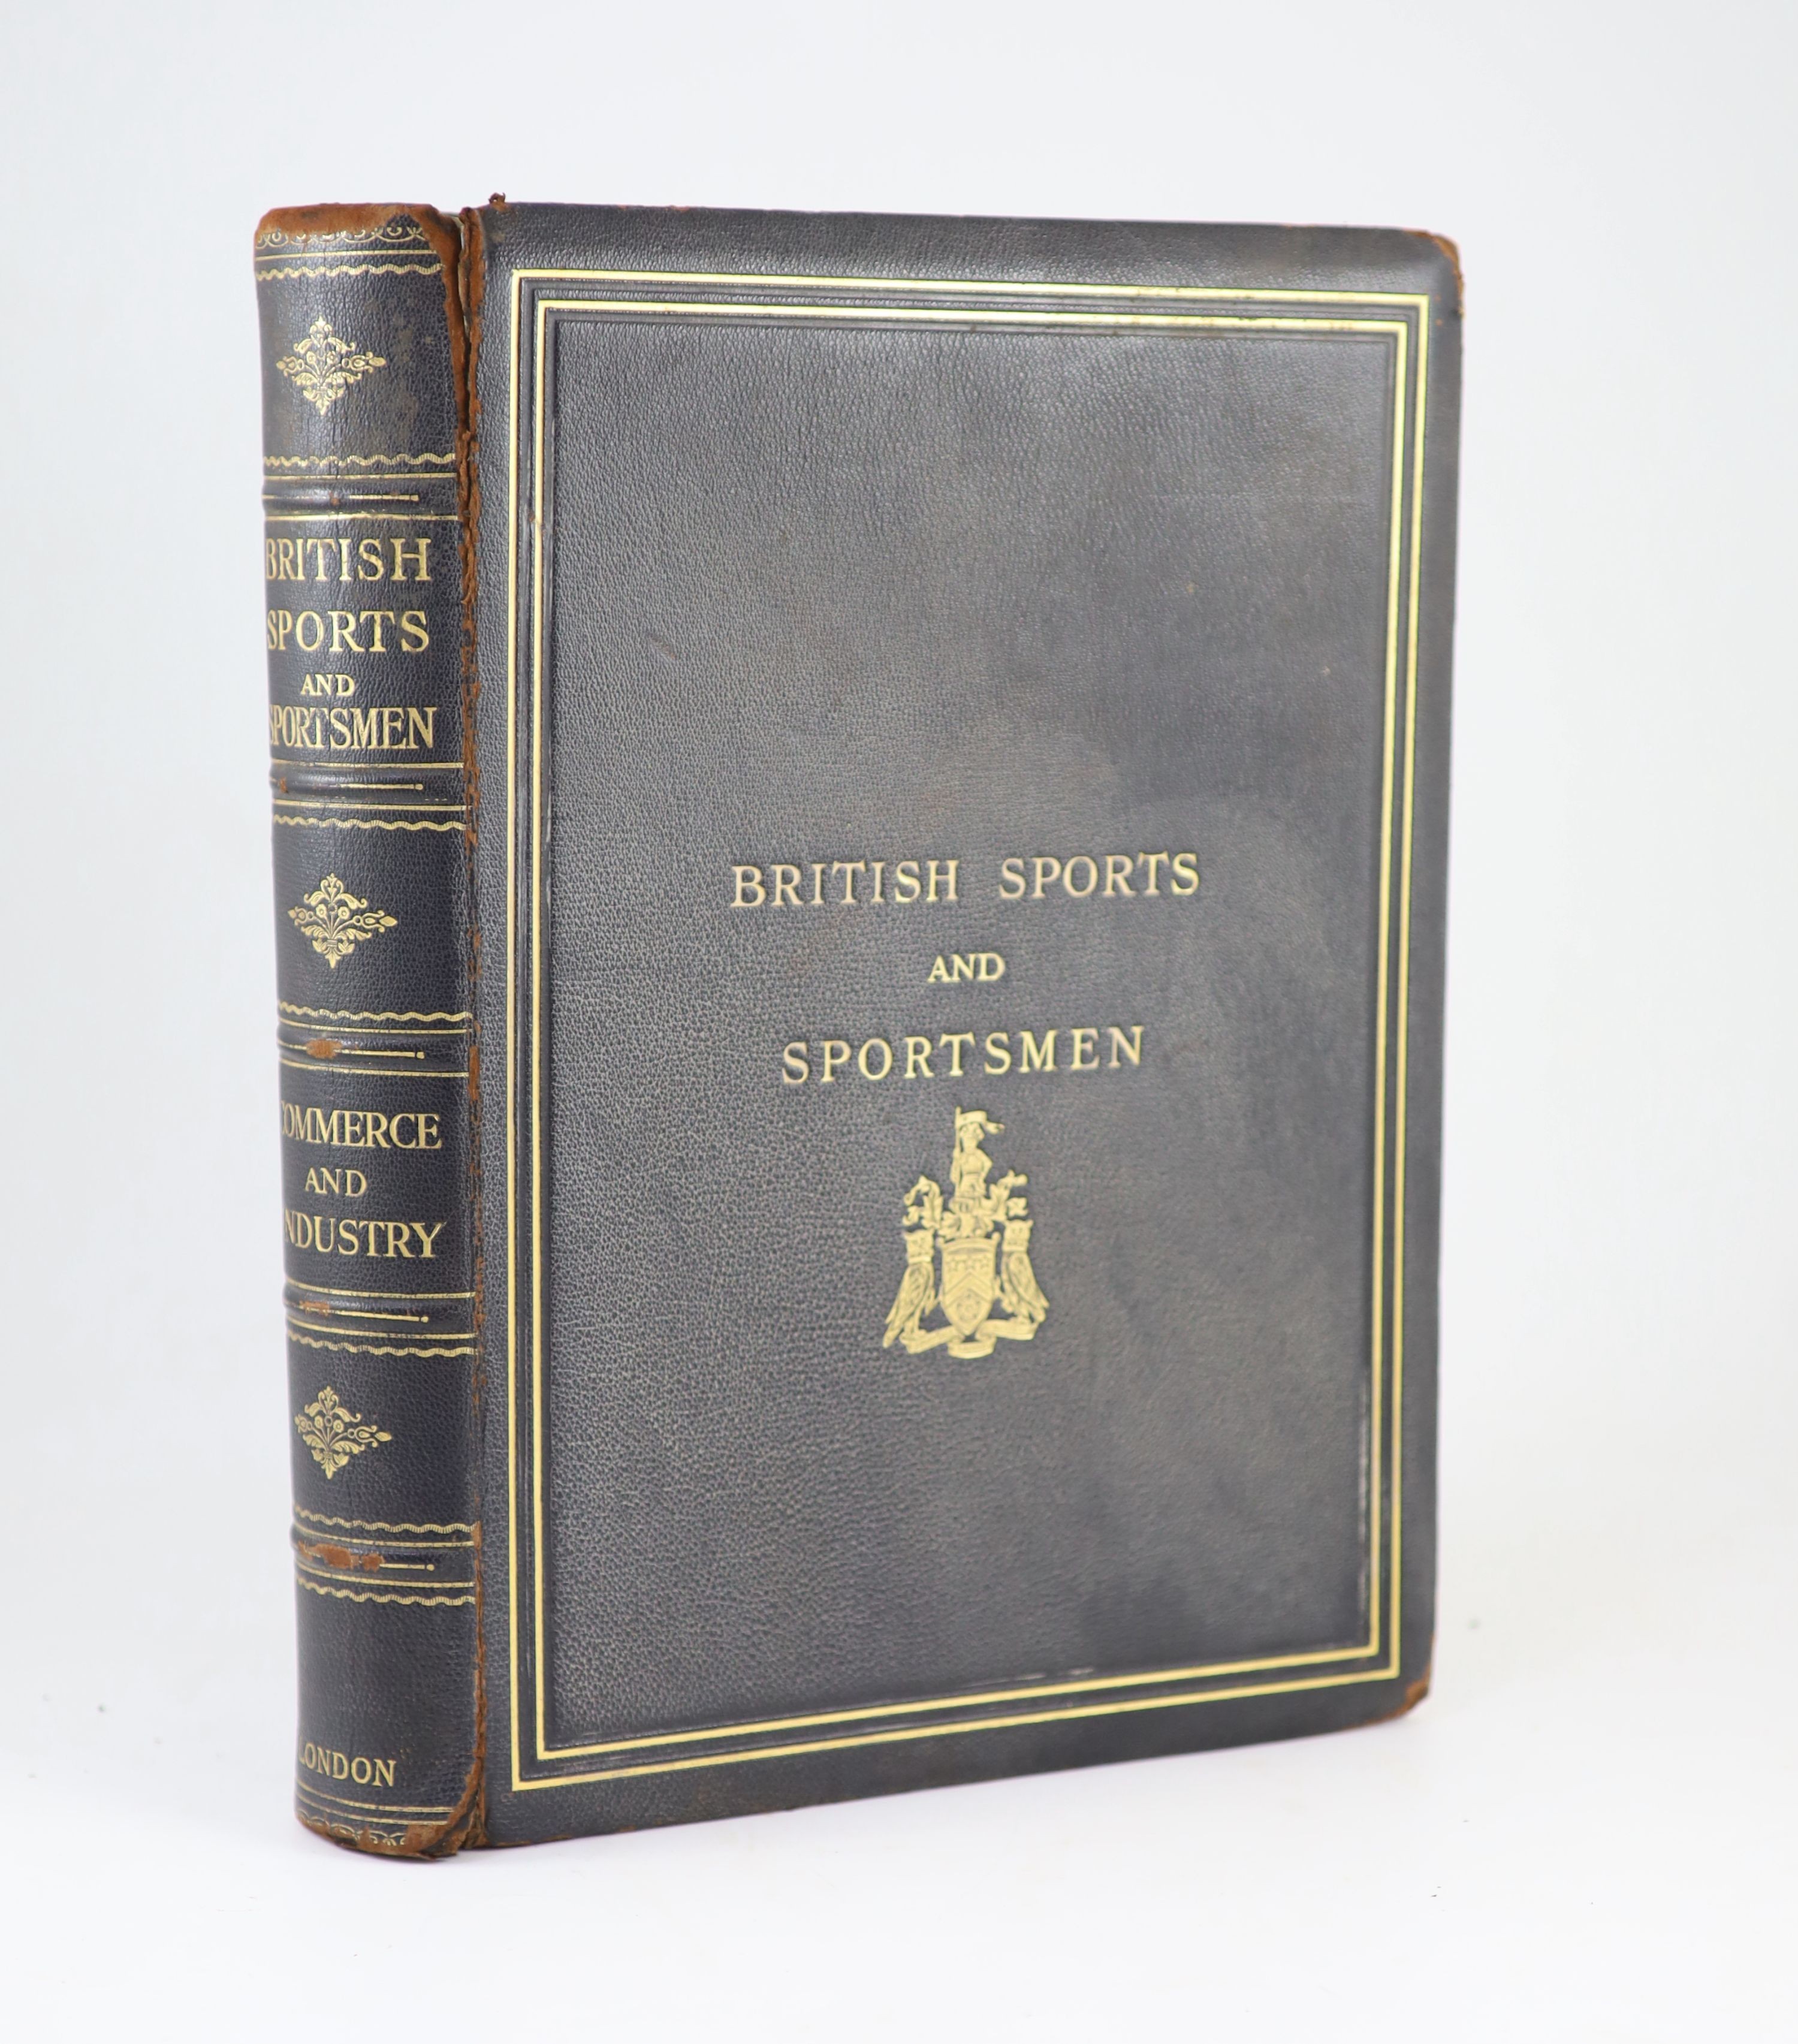 BRITISH
SPORTS
AND
SPORTSMEN
COMMERCE
AND
INDUSTRY
LONDON
BRITISH SPORTS
AND
SPORTSMEN